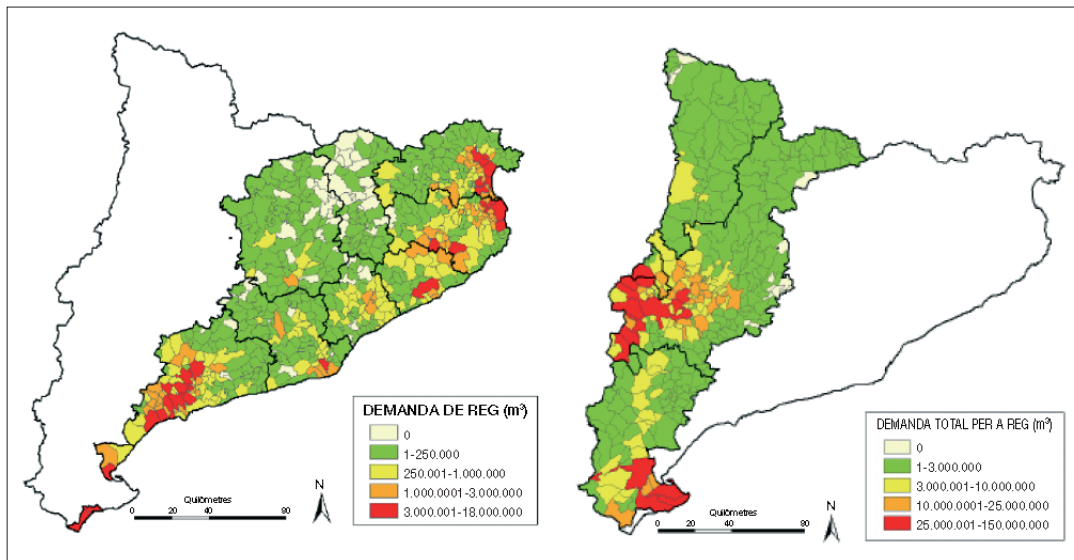 N
Quilòmetres
0 20 40 80
DEMANDA DE REG (m³)
0
1-250.000
250.001-1.000.000
1.000.0001-3.000.000
3.000.001-18.000.000
N
Quilòmetres
0 20 40 80
DEMANDA TOTAL PER A REG (m³)
0
1-3.000.000
3.000.001-10.000.000
10.000.0001-25.000.000
25.000.001-150.000.000